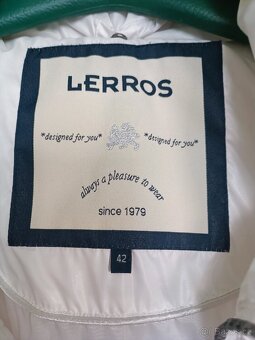 LERROS
*designed for you*
*designed for you*
always a pleasure to wear
since 1979
42